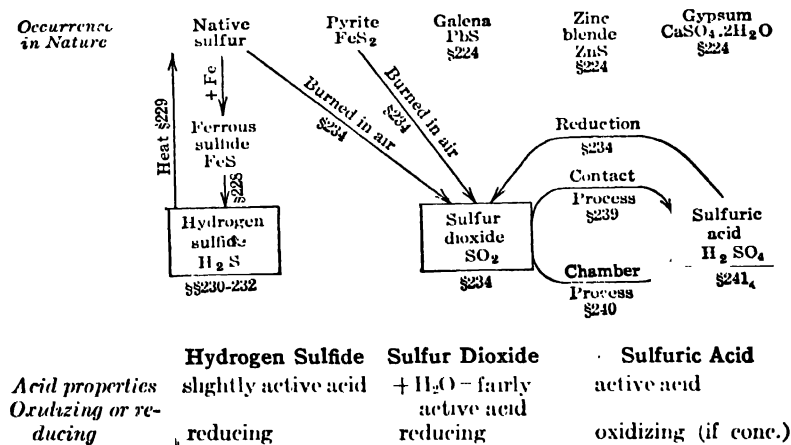 Occurrence
in Nature
Native
sulfur
Pyrite
FeS₂
Galena
PbS
§224
Zinc
blende
ZnS
§224
Gypsum
CaSO₄.2H₂O
§224
Heat §229
+ Fe
Ferrous
sulfide
FeS
§228
Burned in air
§234
Burned in air
§234
Reduction
§234
Contact
Process
§239
Hydrogen
sulfide
H₂S
§§230-232
Sulfur
dioxide
SO₂
§234
Chamber
Process
§240
Sulfuric
acid
H₂SO₄
§241
Hydrogen Sulfide Sulfur Dioxide Sulfuric Acid
Acid properties slightly active acid + H₂O – fairly active acid
active acid
Oxidizing or re-
ducing reducing reducing oxidizing (if conc.)